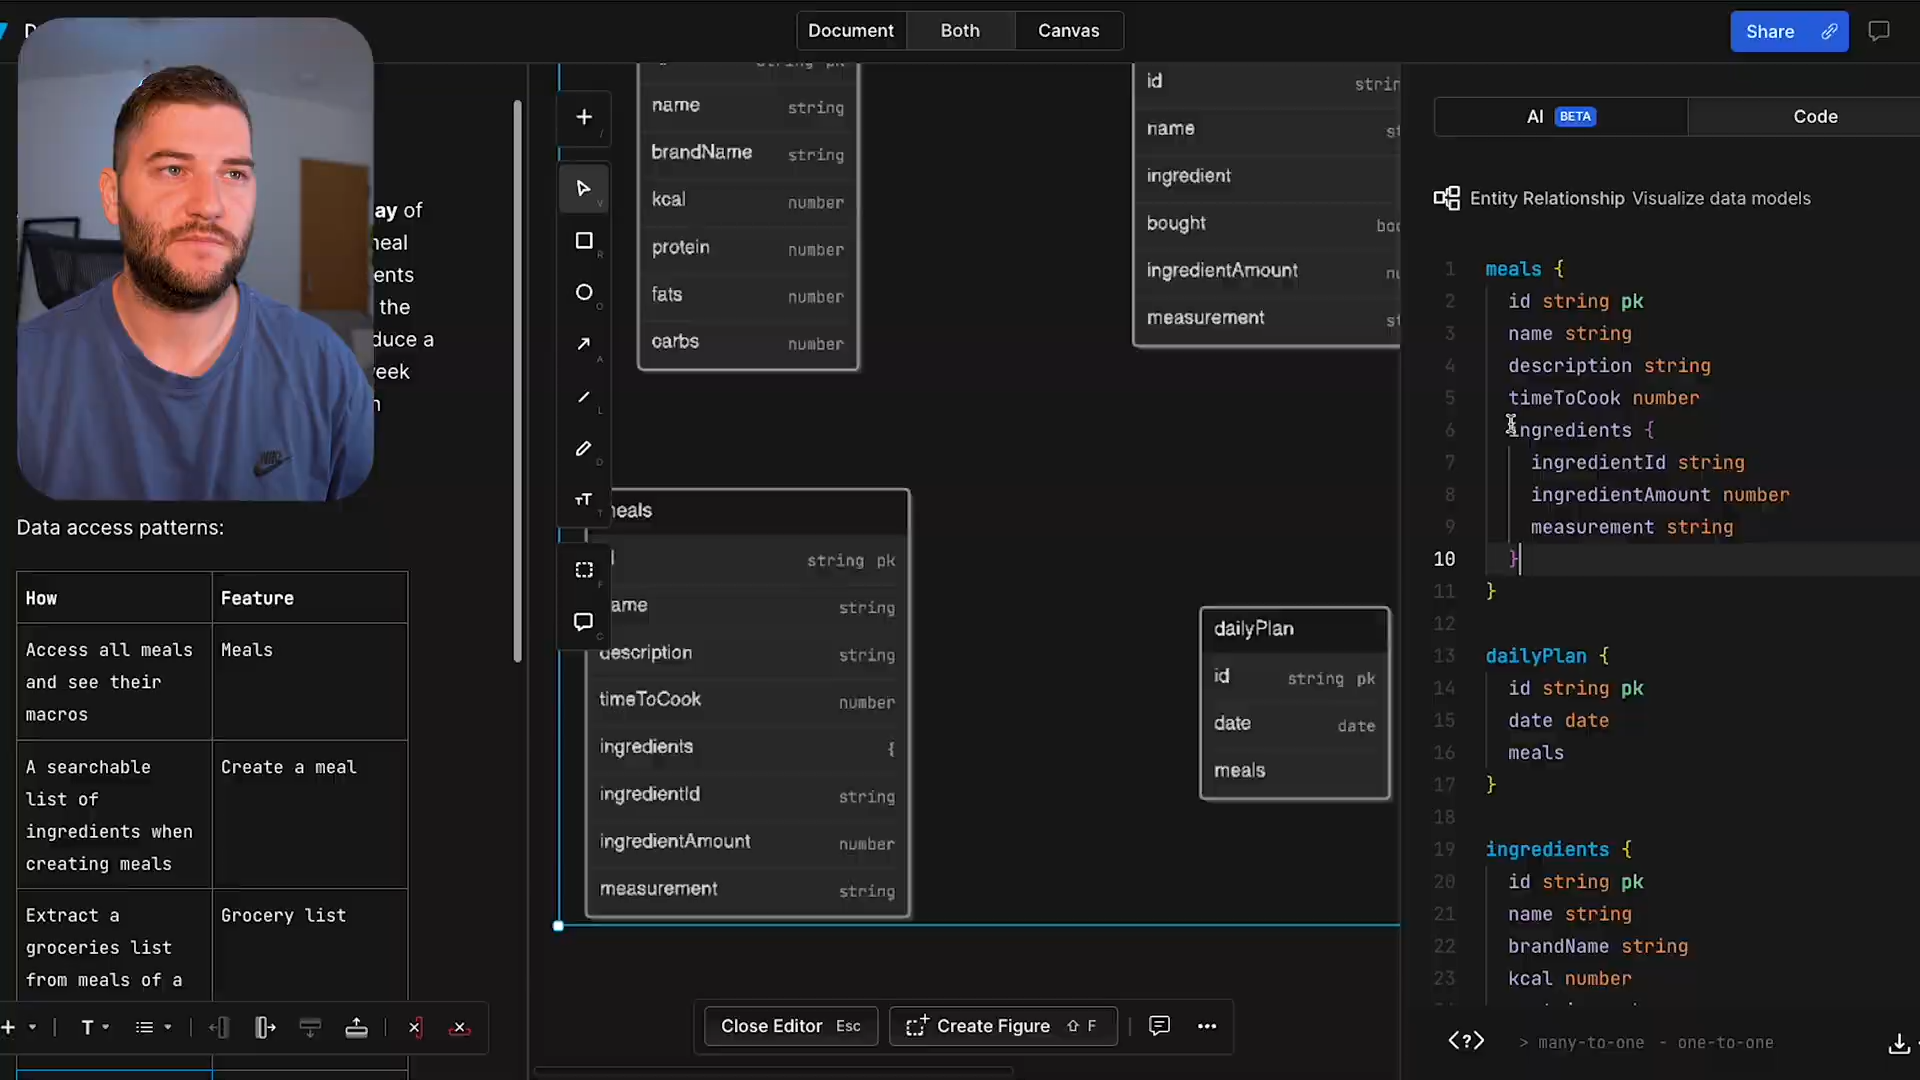 Document
Both
Canvas
Share
ay of
neal
ents
the
duce a
eek
Data access patterns:
How
Feature
Access all meals
and see their
macros
Meals
A searchable
list of
ingredients when
creating meals
Create a meal
Extract a
groceries list
from meals of a
Grocery list
T
string pk
name string
brandName string
kcal number
protein number
fats number
carbs number
id
name
ingredient
bought
ingredientAmount
measurement
string pk
string
description string
timeToCook number
ingredients {
ingredientId string
ingredientAmount number
measurement string
dailyPlan
id string pk
date date
meals
Close Editor Esc
Create Figure ⇧ F
AI BETA
Code
Entity Relationship Visualize data models
1 meals {
2 id string pk
3 name string
4 description string
5 timeToCook number
6 ingredients {
7 ingredientId string
8 ingredientAmount number
9 measurement string
10 }
11 }
12
13 dailyPlan {
14 id string pk
15 date date
16 meals
17 }
18
19 ingredients {
20 id string pk
21 name string
22 brandName string
23 kcal number
<?> > many-to-one - one-to-one